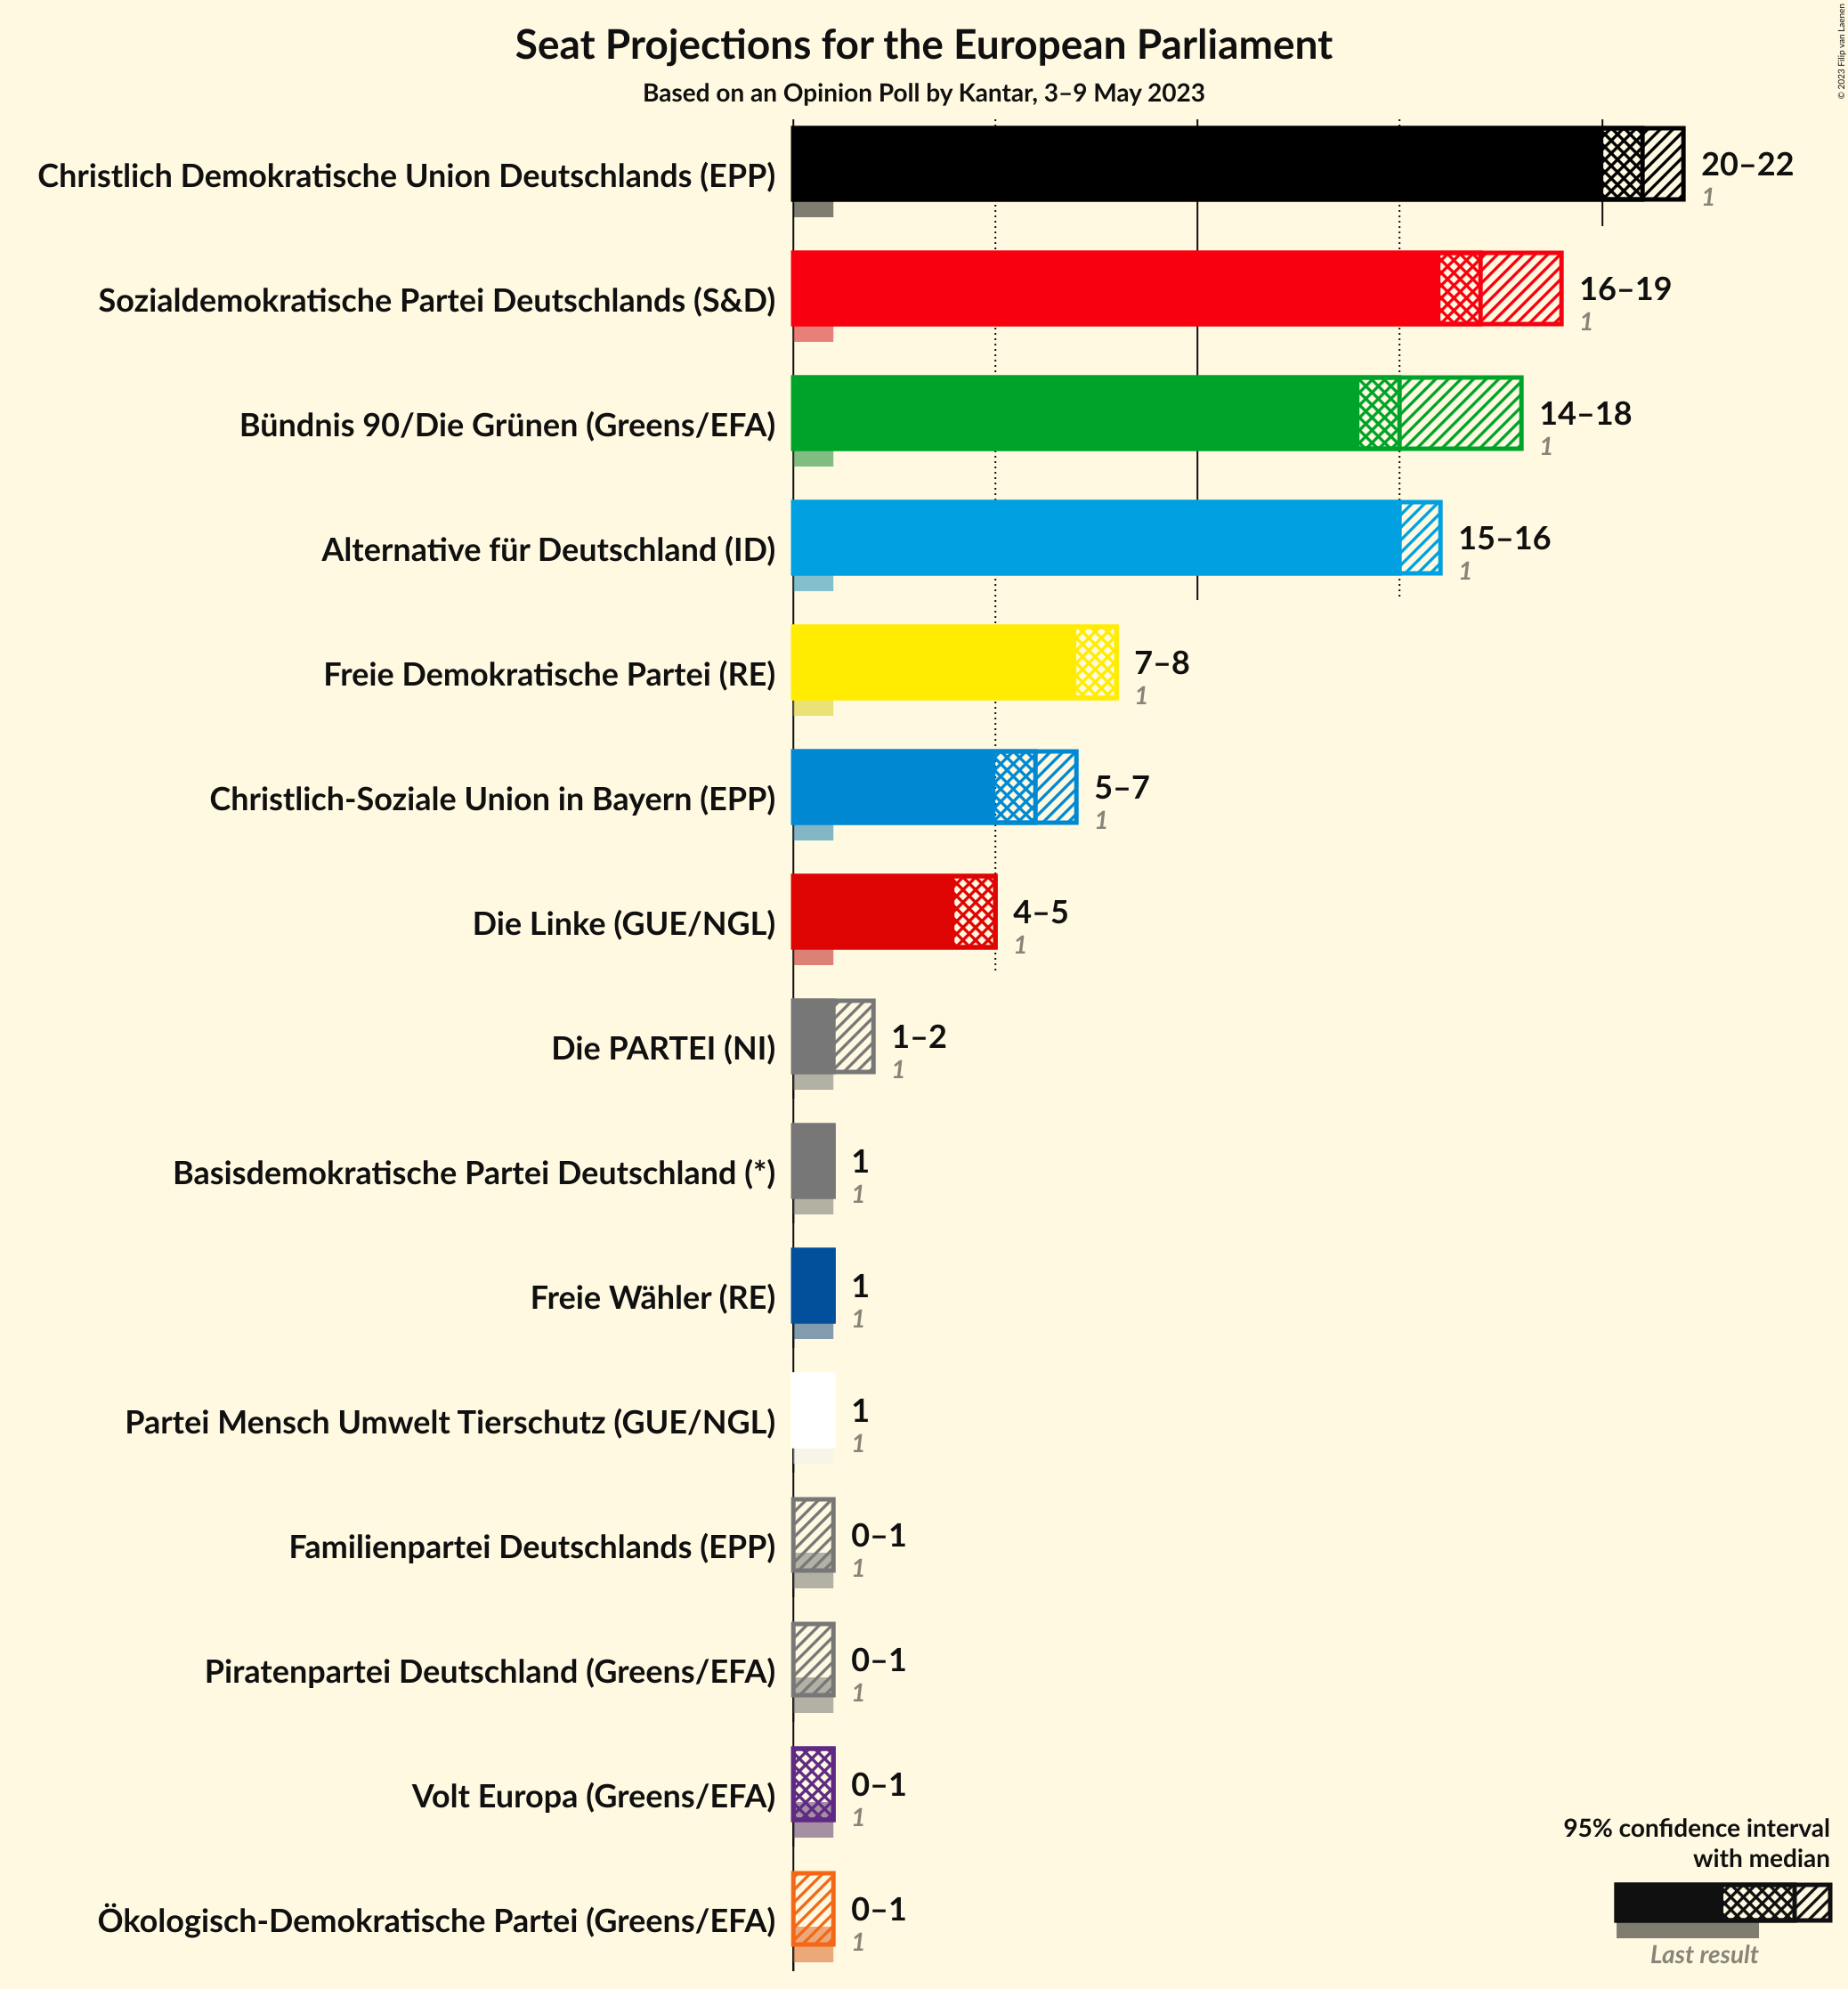 Seat Projections for the European Parliament
Based on an Opinion Poll by Kantar, 3–9 May 2023
© 2023 Filip van Laenen
Christlich Demokratische Union Deutschlands (EPP)
20–22
1
Sozialdemokratische Partei Deutschlands (S&D)
16–19
1
Bündnis 90/Die Grünen (Greens/EFA)
14–18
1
Alternative für Deutschland (ID)
15–16
1
Freie Demokratische Partei (RE)
7–8
1
Christlich-Soziale Union in Bayern (EPP)
5–7
1
Die Linke (GUE/NGL)
4–5
1
Die PARTEI (NI)
1–2
1
Basisdemokratische Partei Deutschland (*)
1
1
Freie Wähler (RE)
1
1
Partei Mensch Umwelt Tierschutz (GUE/NGL)
1
1
Familienpartei Deutschlands (EPP)
0–1
1
Piratenpartei Deutschland (Greens/EFA)
0–1
1
Volt Europa (Greens/EFA)
0–1
1
Ökologisch-Demokratische Partei (Greens/EFA)
0–1
1
95% confidence interval
with median
Last result